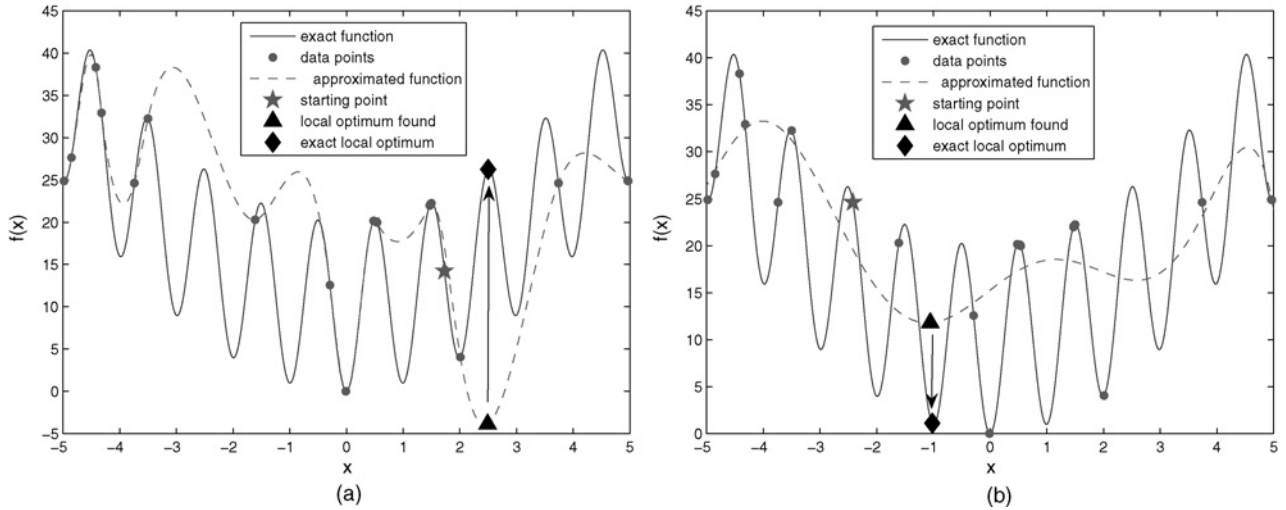 45
40
35
30
25
20
15
10
5
0
−5
f(x)
exact function
data points
approximated function
starting point
local optimum found
exact local optimum
−5 −4 −3 −2 −1 0 1 2 3 4 5
x
(a)
45
40
35
30
25
20
15
10
5
0
f(x)
exact function
data points
approximated function
starting point
local optimum found
exact local optimum
−5 −4 −3 −2 −1 0 1 2 3 4 5
x
(b)